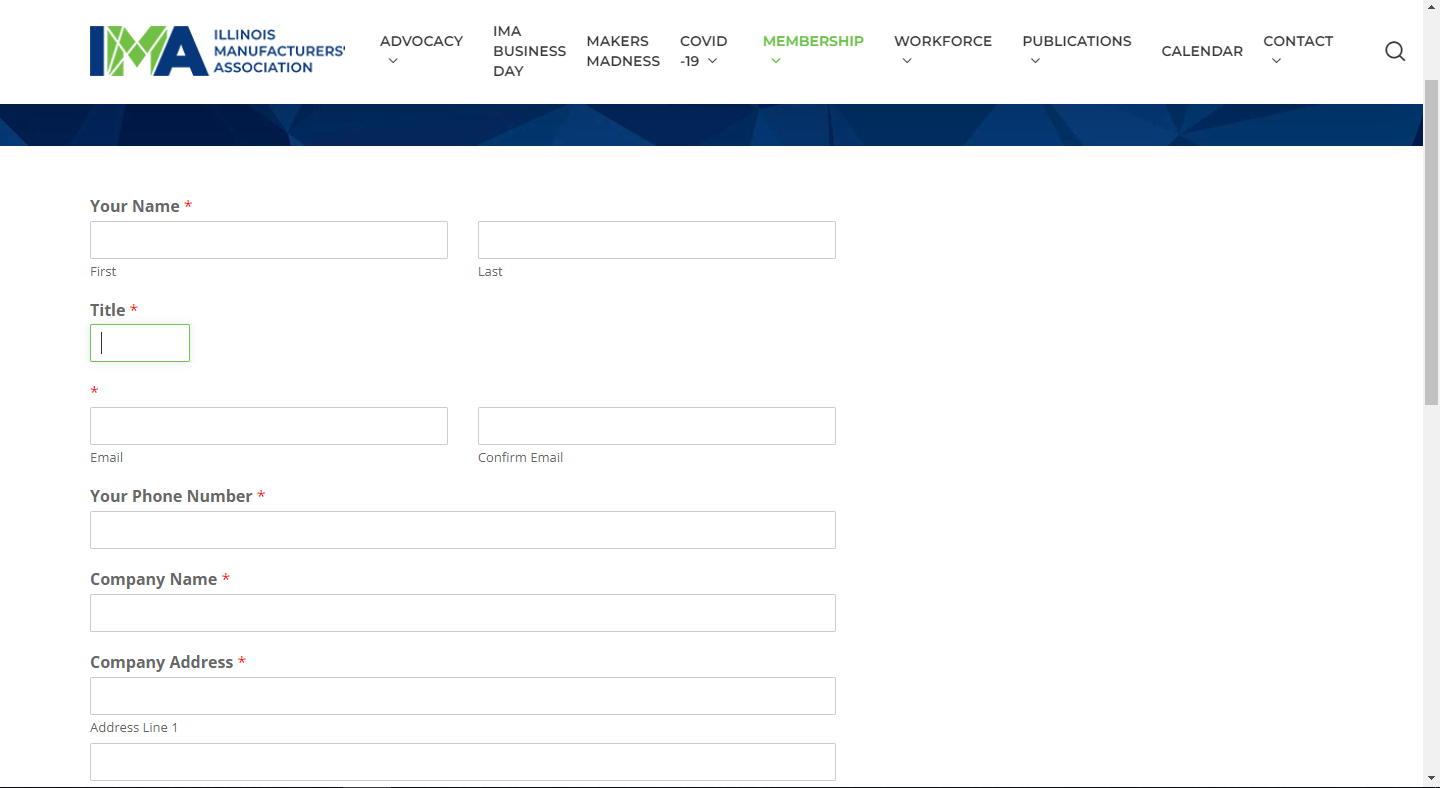 ILLINOIS
IMA MANUFACTURERS'
ASSOCIATION
ADVOCACY
IMA
BUSINESS
DAY
MAKERS
MADNESS
COVID
-19
MEMBERSHIP
WORKFORCE
PUBLICATIONS
CALENDAR
CONTACT
Your Name *
First Last
Title *
*
Email Confirm Email
Your Phone Number *
Company Name *
Company Address *
Address Line 1